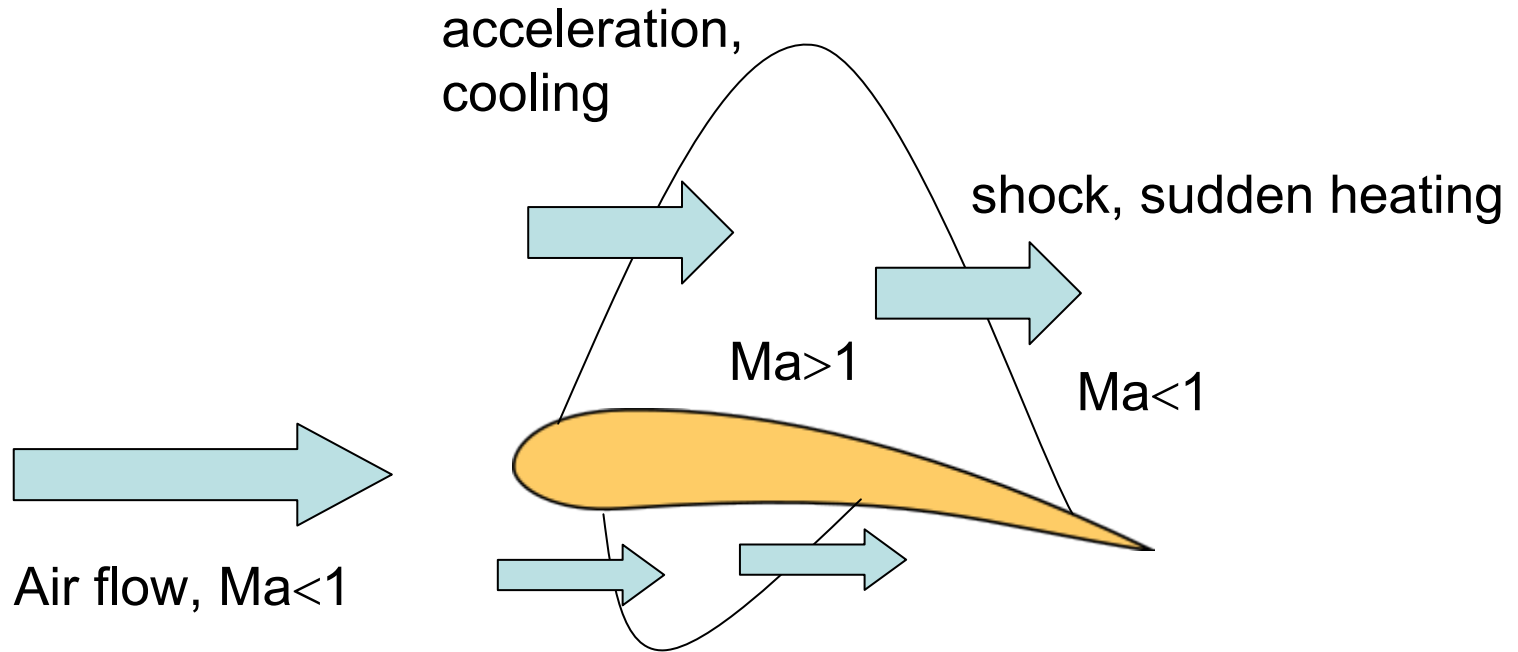 acceleration,
cooling
shock, sudden heating
Ma>1
Ma<1
Air flow, Ma<1